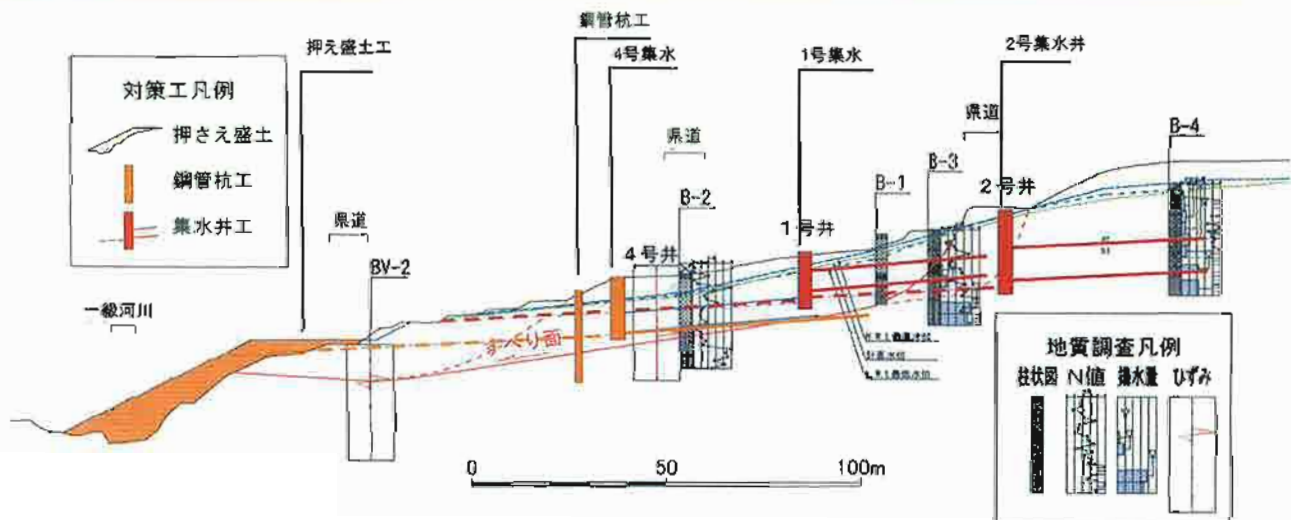 鋼管杭工
押え盛土工
4号集水
1号集水
2号集水井
対策工凡例
押さえ盛土
鋼管杭工
集水井工
県道
県道
県道
BV-2
B-2
B-1
B-3
B-4
4号井
1号井
2号井
一級河川
すべり面
計画水位
0 50 100m
地質調査凡例
柱状図 N値 揚水量 ひずみ